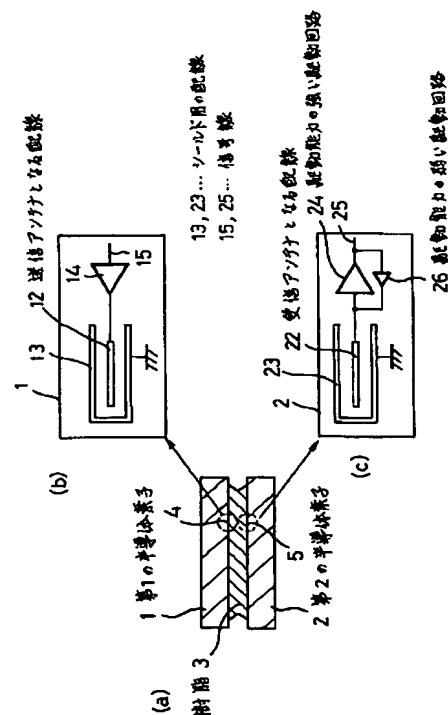 (a)
1 第1の半導体素子
4
樹脂 3
5
2 第2の半導体素子
(b)
1
13
12 送信アンテナとなる配線
14
15
13, 23… シールド用の配線
15, 25… 信号線
(c)
2
23
22 受信アンテナとなる配線
24 駆動能力の強い駆動回路
25
26 駆動能力の弱い駆動回路